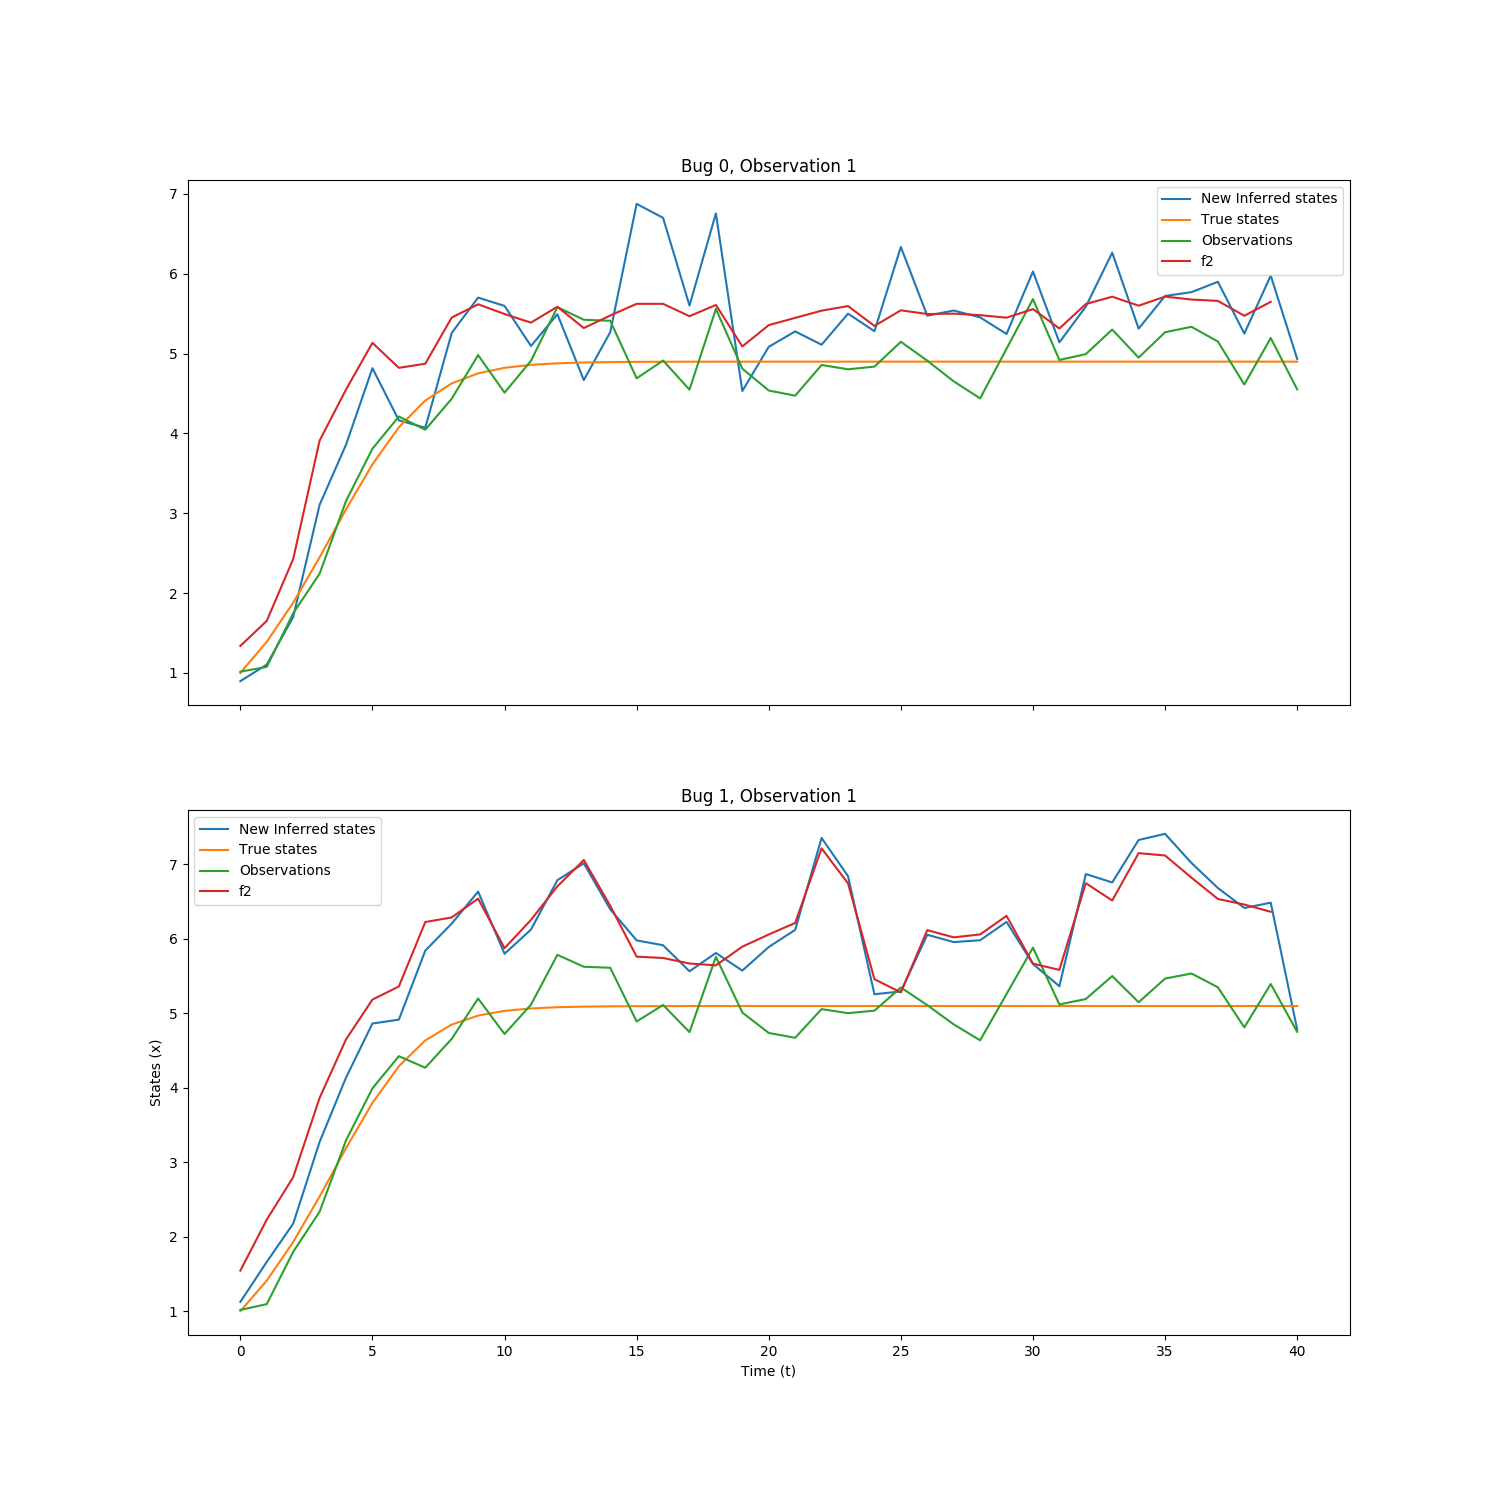 Bug 0, Observation 1
7
6
5
4
3
2
1
New Inferred states
True states
Observations
f2
Bug 1, Observation 1
States (x)
7
6
5
4
3
2
1
New Inferred states
True states
Observations
f2
0 5 10 15 20 25 30 35 40
Time (t)